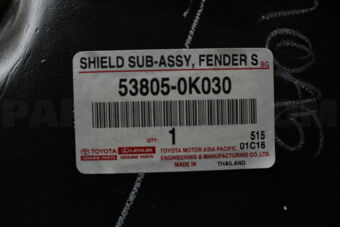 SHIELD SUB-ASSY, FENDER S BG
53805-0K030
QTY:
1
515
01C16
TOYOTA LEXUS TOYOTA MOTOR ASIA PACIFIC
GENUINE PARTS GENUINE PARTS ENGINEERING & MANUFACTURING CO.
MADE IN THAILAND